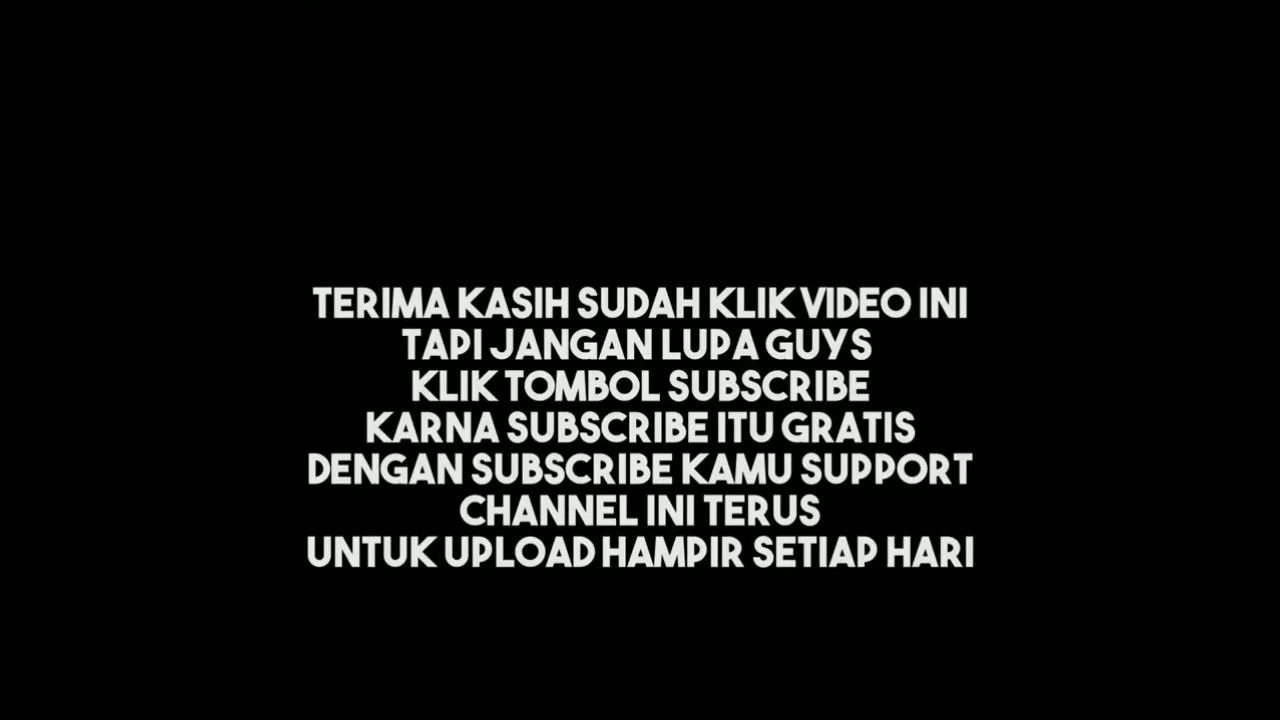 TERIMA KASIH SUDAH KLIK VIDEO INI
TAPI JANGAN LUPA GUYS
KLIK TOMBOL SUBSCRIBE
KARNA SUBSCRIBE ITU GRATIS
DENGAN SUBSCRIBE KAMU SUPPORT
CHANNEL INI TERUS
UNTUK UPLOAD HAMPIR SETIAP HARI